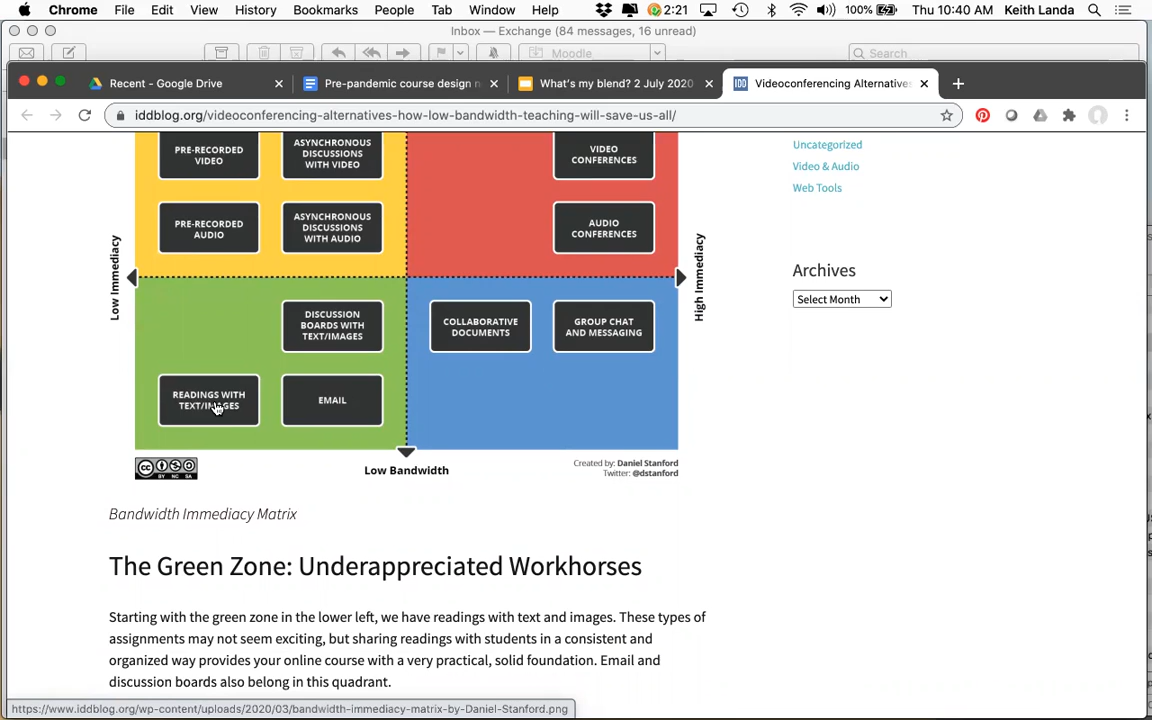 Chrome File Edit View History Bookmarks People Tab Window Help 2:21 100% Thu 10:40 AM Keith Landa
Inbox — Exchange (84 messages, 16 unread)
Moodle
Search
Recent - Google Drive
Pre-pandemic course design n
What's my blend? 2 July 2020
Videoconferencing Alternatives
iddblog.org/videoconferencing-alternatives-how-low-bandwidth-teaching-will-save-us-all/
PRE-RECORDED
VIDEO
ASYNCHRONOUS
DISCUSSIONS
WITH VIDEO
VIDEO
CONFERENCES
PRE-RECORDED
AUDIO
ASYNCHRONOUS
DISCUSSIONS
WITH AUDIO
AUDIO
CONFERENCES
Low Immediacy
High Immediacy
DISCUSSION
BOARDS WITH
TEXT/IMAGES
COLLABORATIVE
DOCUMENTS
GROUP CHAT
AND MESSAGING
READINGS WITH
TEXT/IMAGES
EMAIL
CC BY NC SA
Low Bandwidth
Created by: Daniel Stanford
Twitter: @dstanford
Uncategorized
Video & Audio
Web Tools
Archives
Select Month
Bandwidth Immediacy Matrix
The Green Zone: Underappreciated Workhorses
Starting with the green zone in the lower left, we have readings with text and images. These types of
assignments may not seem exciting, but sharing readings with students in a consistent and
organized way provides your online course with a very practical, solid foundation. Email and
discussion boards also belong in this quadrant.
https://www.iddblog.org/wp-content/uploads/2020/03/bandwidth-immediacy-matrix-by-Daniel-Stanford.png